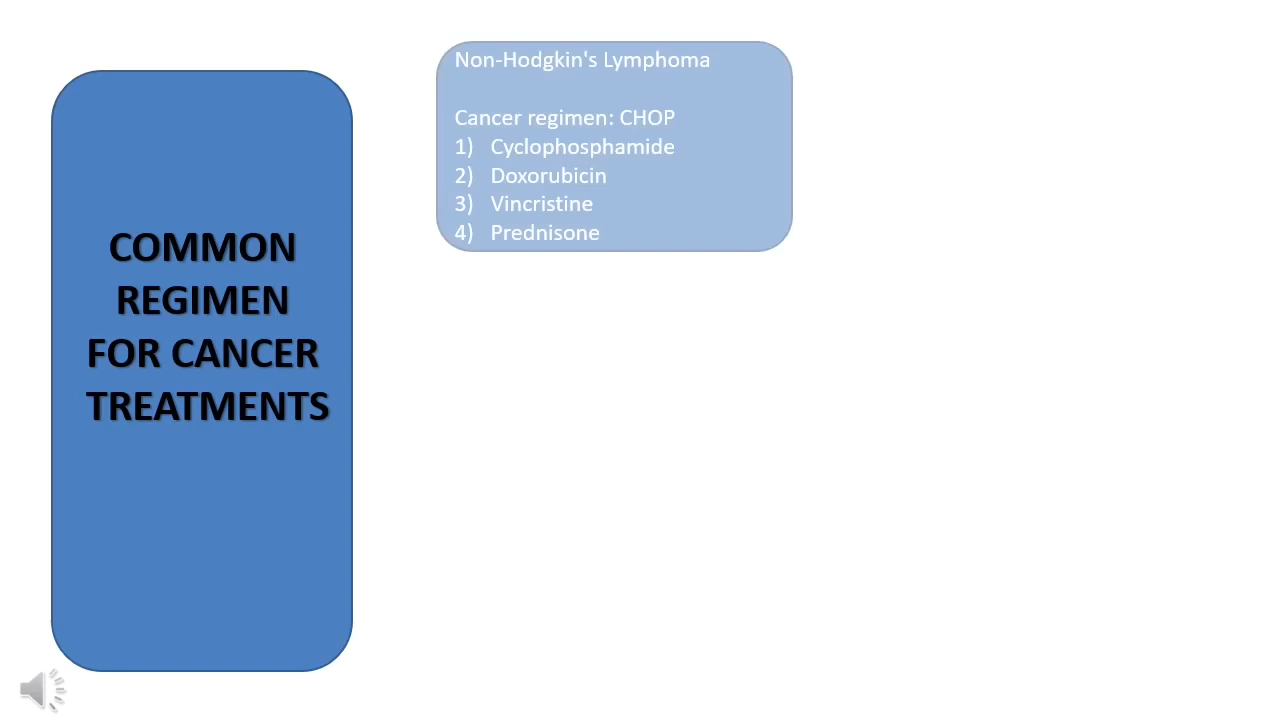 COMMON
REGIMEN
FOR CANCER
TREATMENTS
Non-Hodgkin's Lymphoma
Cancer regimen: CHOP
1) Cyclophosphamide
2) Doxorubicin
3) Vincristine
4) Prednisone